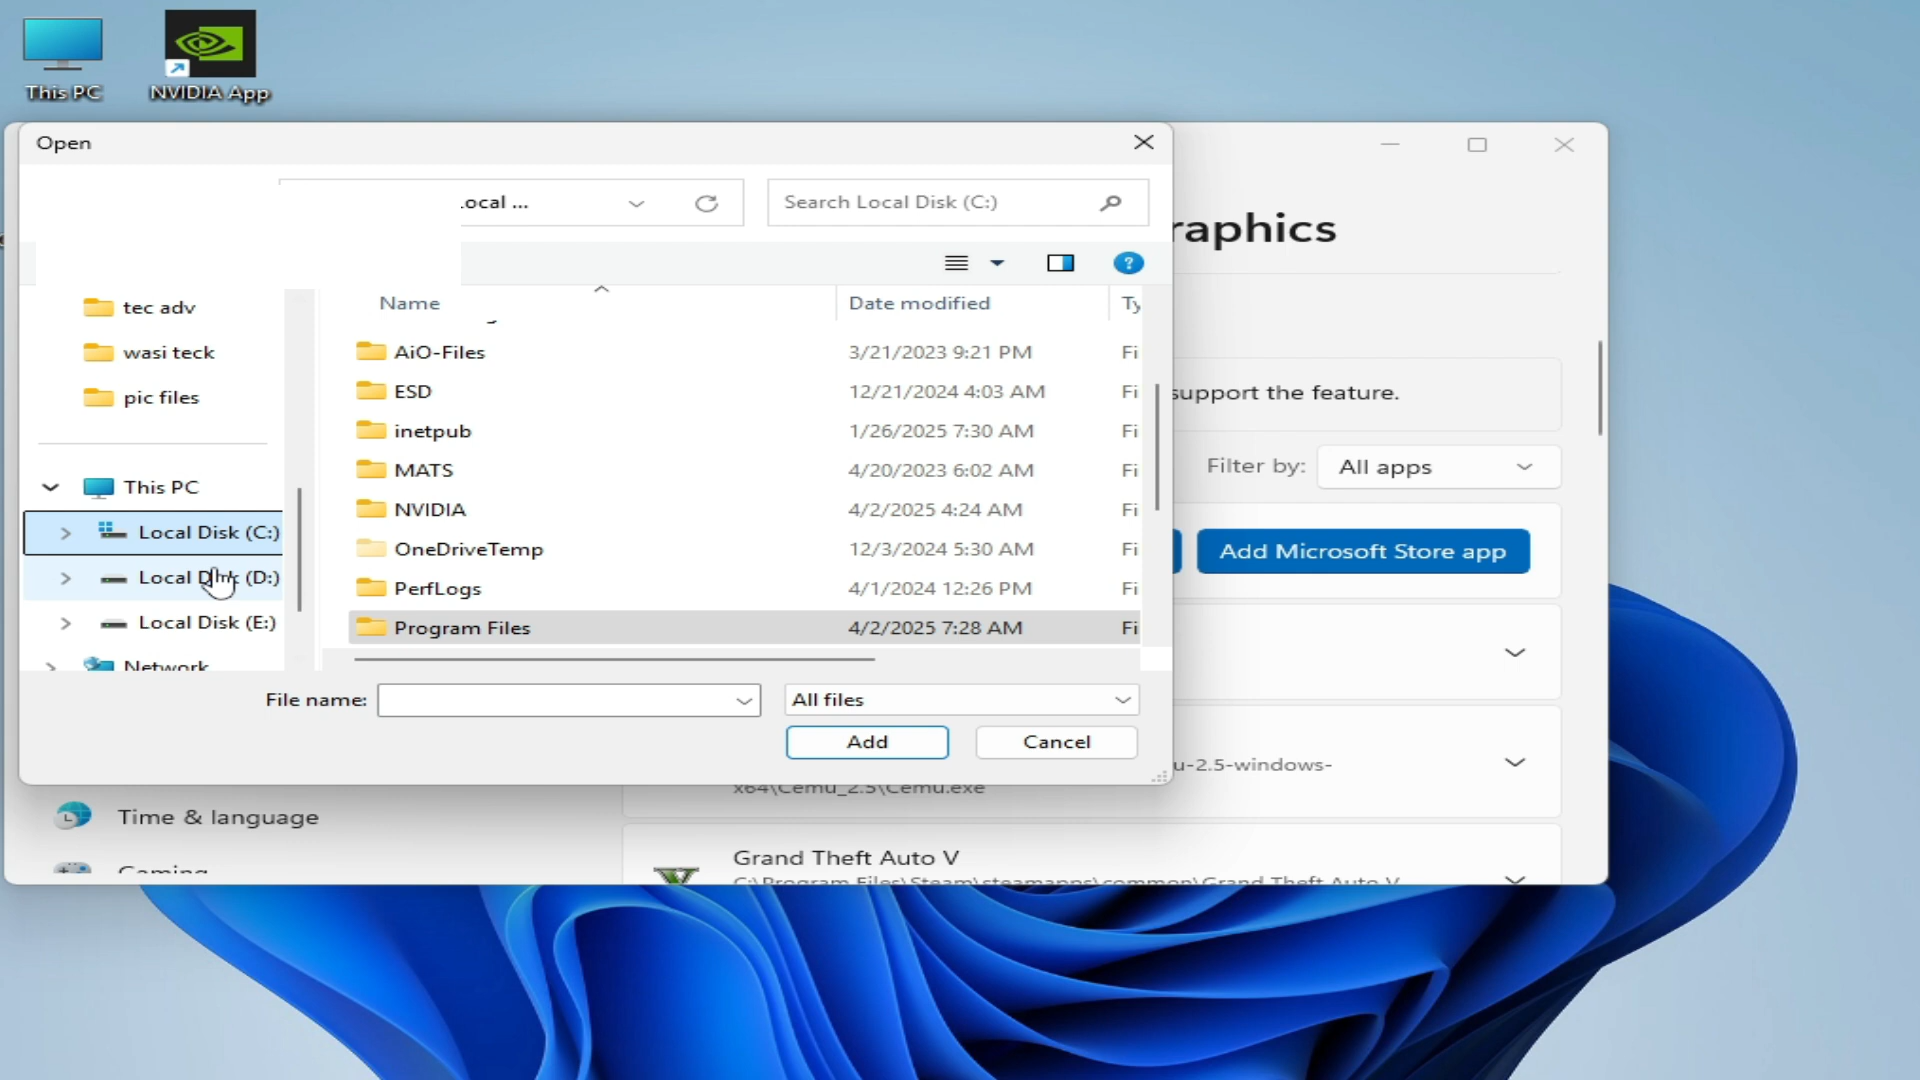 This PC
NVIDIA App
Open
Local ...
Search Local Disk (C:)
raphics
Name
Date modified
Ty
tec adv
wasi teck
pic files
AiO-Files
3/21/2023 9:21 PM
Fi
ESD
12/21/2024 4:03 AM
Fi
inetpub
1/26/2025 7:30 AM
Fi
MATS
4/20/2023 6:02 AM
Fi
NVIDIA
4/2/2025 4:24 AM
Fi
OneDriveTemp
12/3/2024 5:30 AM
Fi
PerfLogs
4/1/2024 12:26 PM
Fi
Program Files
4/2/2025 7:28 AM
Fi
This PC
Local Disk (C:)
Local Disk (D:)
Local Disk (E:)
Network
File name:
All files
Add
Cancel
support the feature.
Filter by:
All apps
Add Microsoft Store app
u-2.5-windows-
x64\Cemu_2.5\Cemu.exe
Time & language
Gaming
Grand Theft Auto V
C:\Program Files\Steam\steamapps\common\Grand Theft Auto V